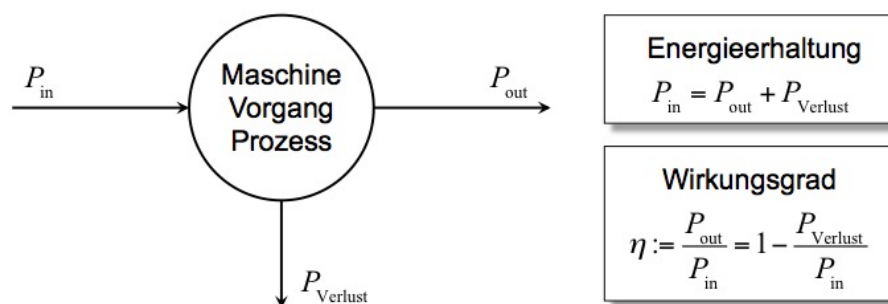 P_in
Maschine
Vorgang
Prozess
P_out
P_Verlust
Energieerhaltung
P_in = P_out + P_Verlust
Wirkungsgrad
η := P_out / P_in = 1 − P_Verlust / P_in